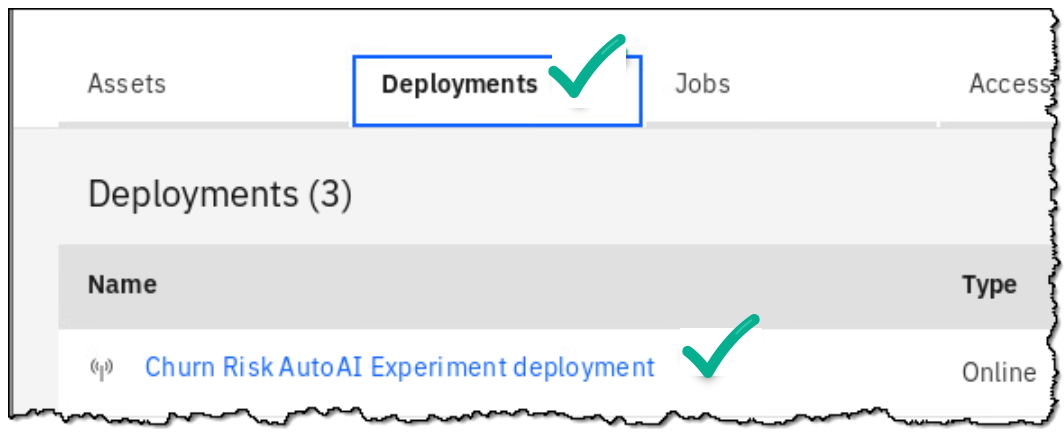 Assets Deployments Jobs Access
Deployments (3)
Name Type
Churn Risk AutoAI Experiment deployment Online